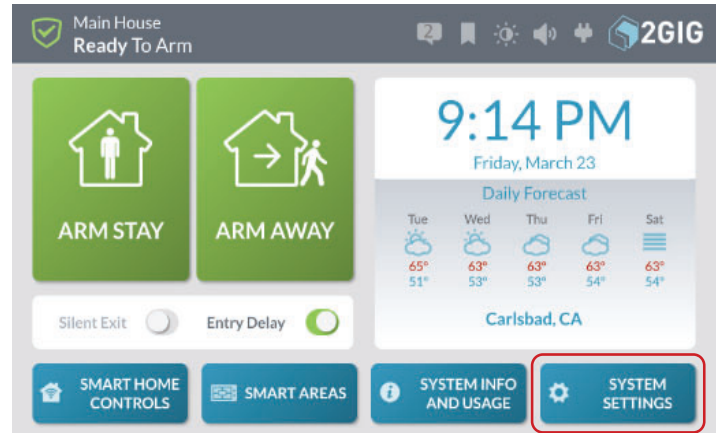 Main House
Ready To Arm
2
2GIG
ARM STAY
ARM AWAY
9:14 PM
Friday, March 23
Daily Forecast
Tue Wed Thu Fri Sat
65° 63° 63° 63° 63°
51° 53° 53° 54° 54°
Carlsbad, CA
Silent Exit
Entry Delay
SMART HOME
CONTROLS
SMART AREAS
SYSTEM INFO
AND USAGE
SYSTEM
SETTINGS